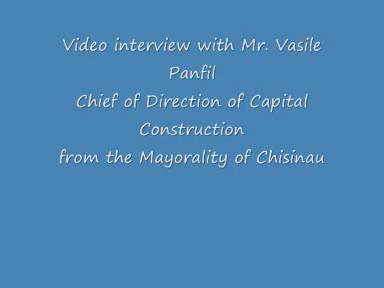 Video interview with Mr. Vasile
Panfil
Chief of Direction of Capital
Construction
from the Mayorality of Chisinau